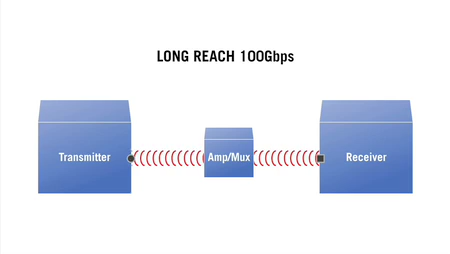 LONG REACH 100Gbps
Transmitter
Amp/Mux
Receiver